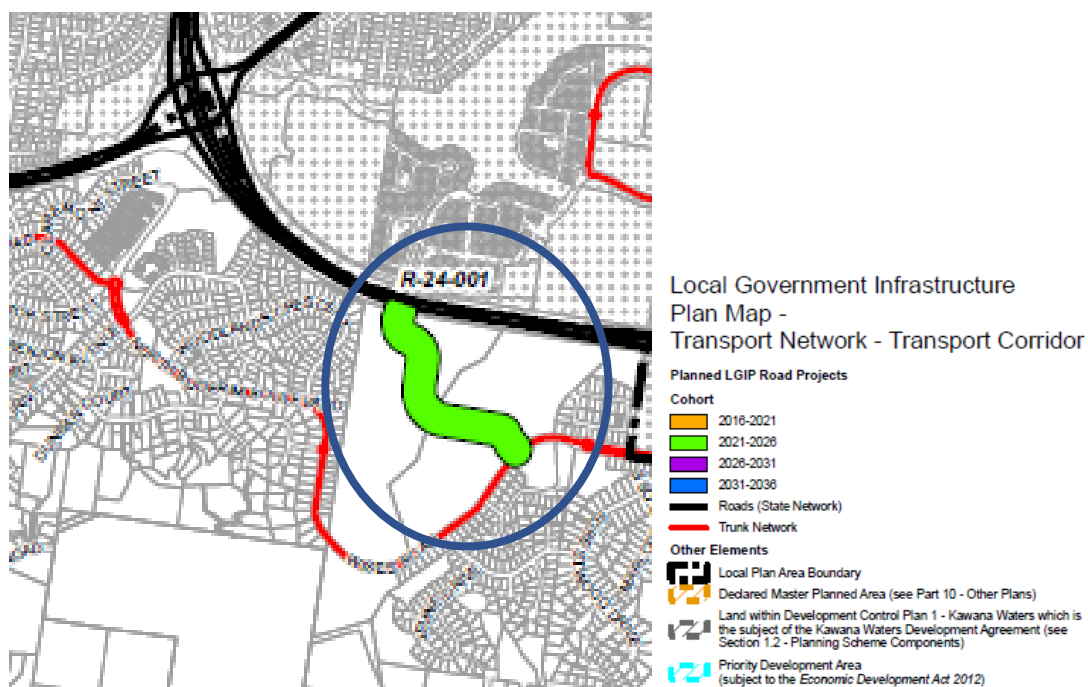 STREET
R-24-001
COURT
Local Government Infrastructure
Plan Map -
Transport Network - Transport Corridor
Planned LGIP Road Projects
Cohort
2016-2021
2021-2026
2026-2031
2031-2036
Roads (State Network)
Trunk Network
Other Elements
Local Plan Area Boundary
Declared Master Planned Area (see Part 10 - Other Plans)
Land within Development Control Plan 1 - Kawana Waters which is
the subject of the Kawana Waters Development Agreement (see
Section 1.2 - Planning Scheme Components)
Priority Development Area
(subject to the Economic Development Act 2012)